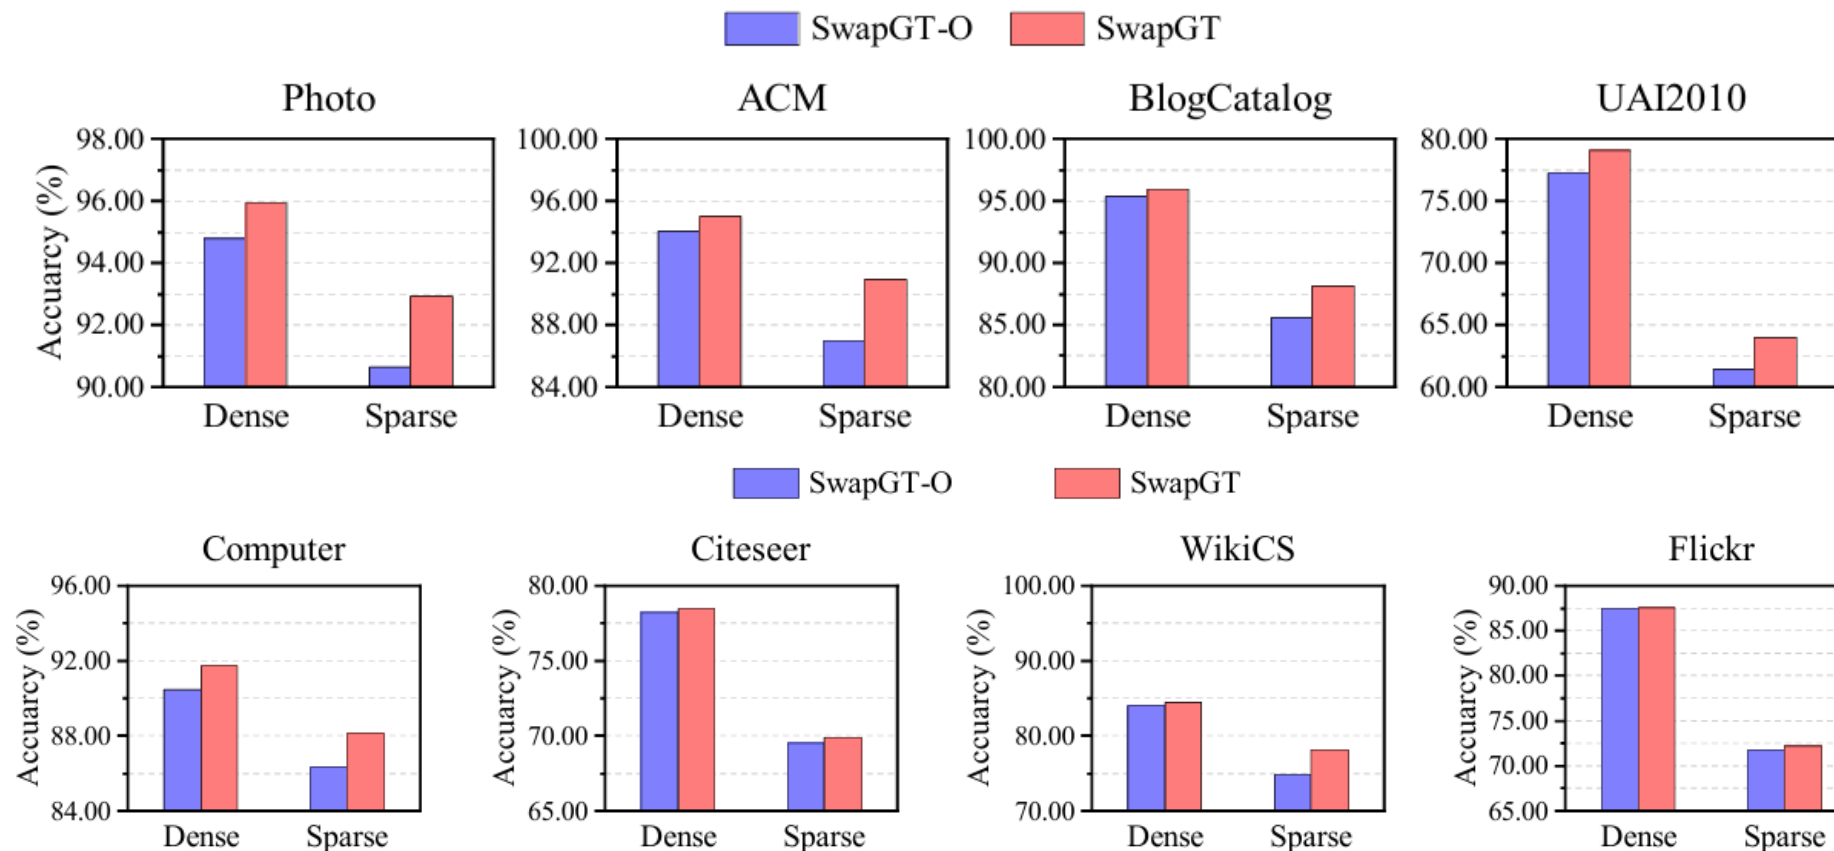 SwapGT-O SwapGT
Photo ACM BlogCatalog UAI2010
Accuarcy (%)
98.00
96.00
94.00
92.00
90.00
Dense Sparse
100.00
96.00
92.00
88.00
84.00
Dense Sparse
100.00
95.00
90.00
85.00
80.00
Dense Sparse
80.00
75.00
70.00
65.00
60.00
Dense Sparse
SwapGT-O SwapGT
Computer Citeseer WikiCS Flickr
Accuarcy (%)
96.00
92.00
88.00
84.00
Dense Sparse
Accuarcy (%)
80.00
75.00
70.00
65.00
Dense Sparse
Accuarcy (%)
100.00
90.00
80.00
70.00
Dense Sparse
Accuarcy (%)
90.00
85.00
80.00
75.00
70.00
65.00
Dense Sparse